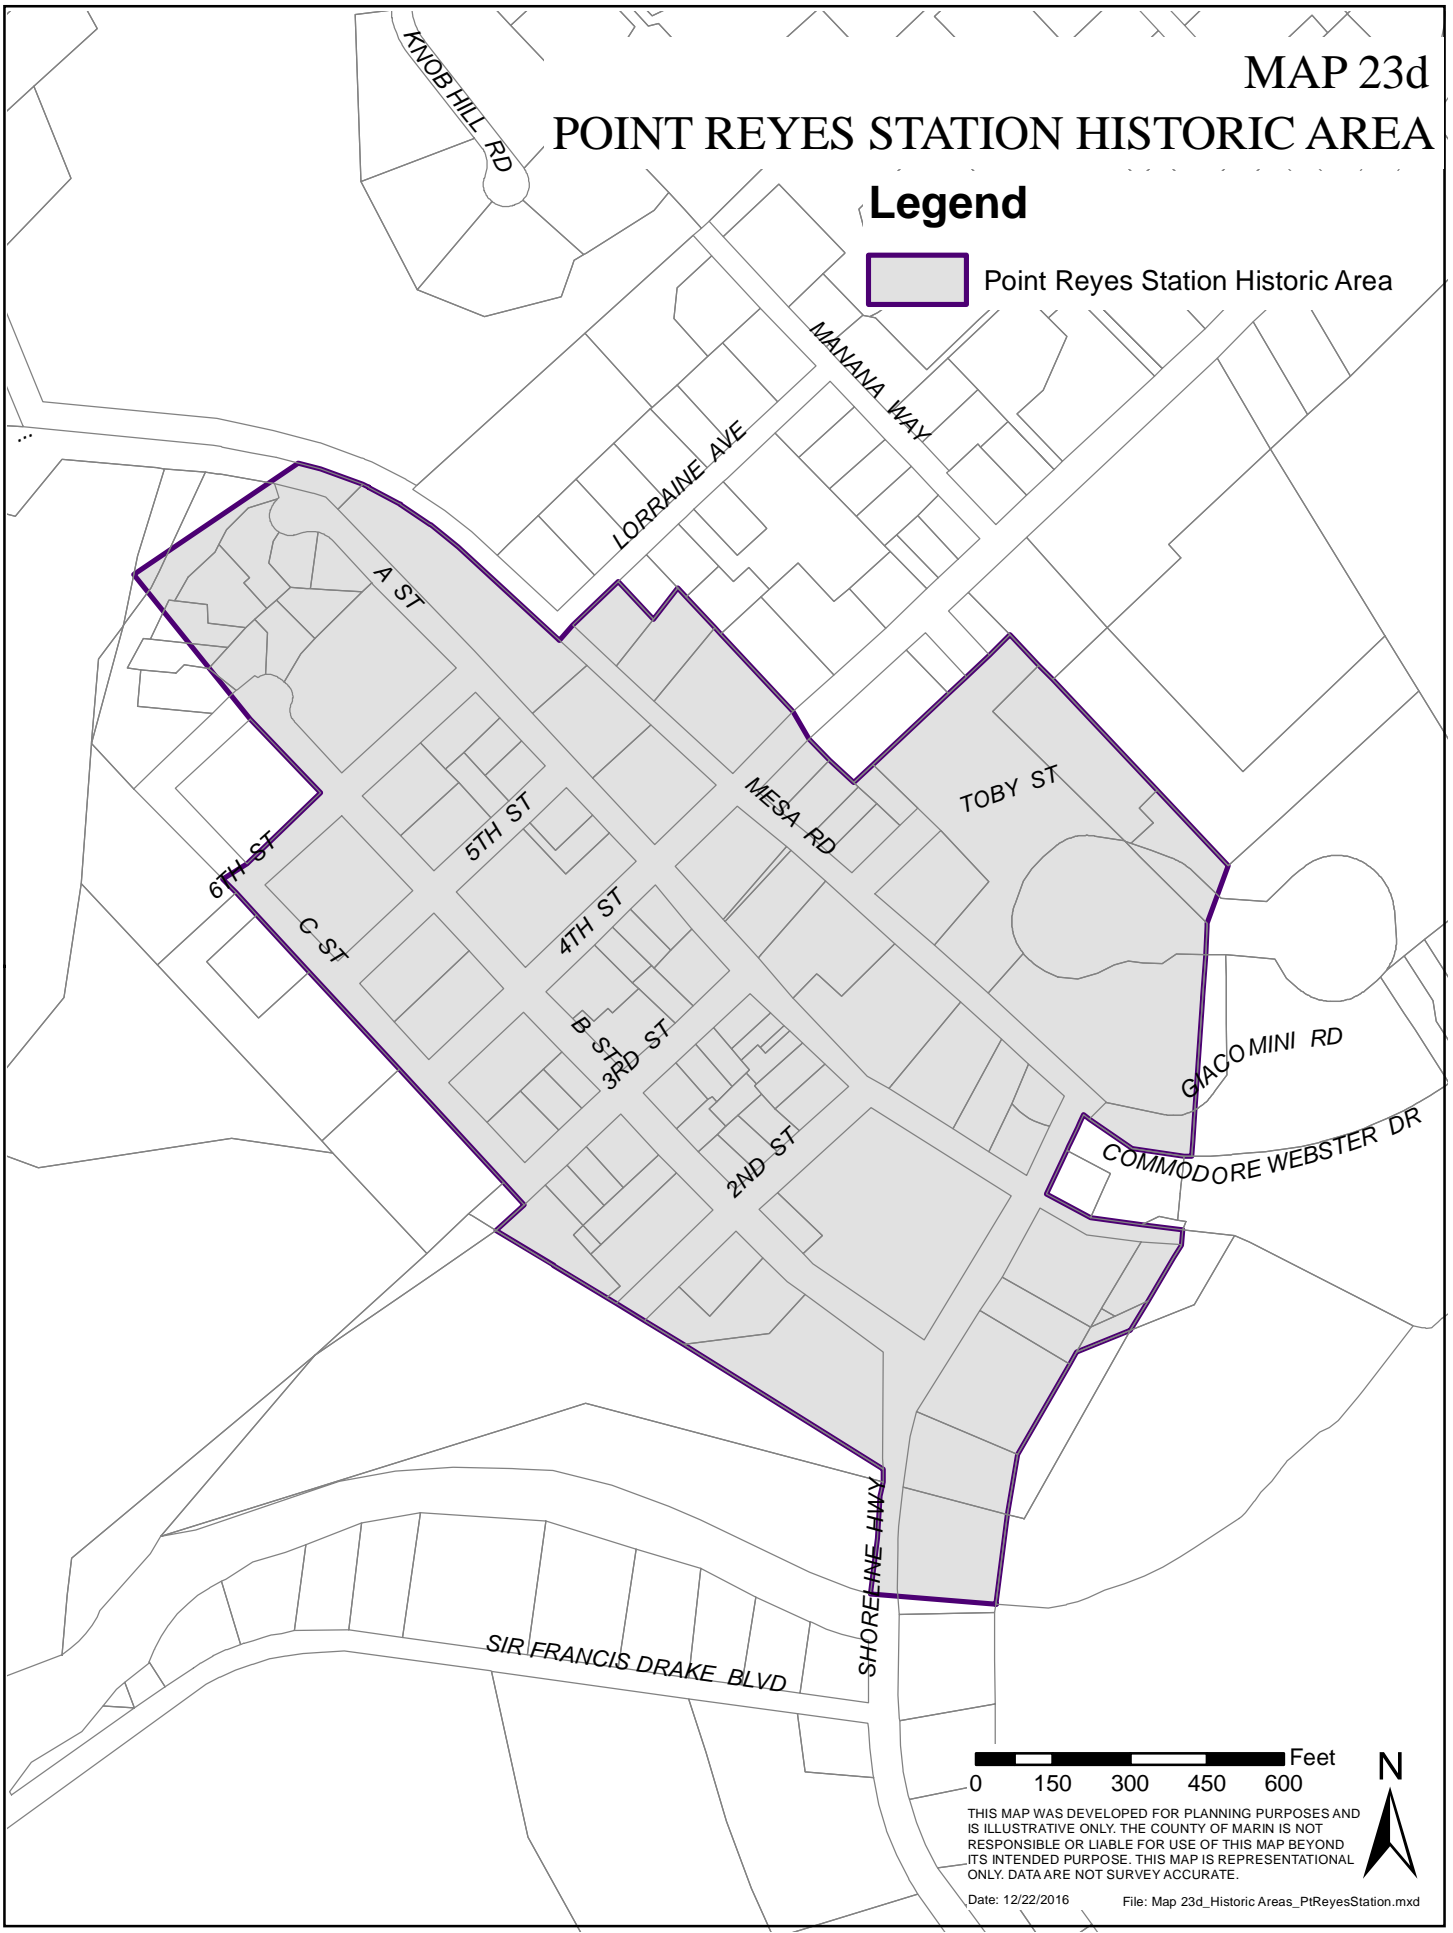 MAP 23d
POINT REYES STATION HISTORIC AREA
Legend
Point Reyes Station Historic Area
KNOB HILL RD
MANANA WAY
LORRAINE AVE
...
A ST
MESA RD
TOBY ST
5TH ST
6TH ST
4TH ST
C ST
B ST
3RD ST
GIACOMINI RD
COMMODORE WEBSTER DR
2ND ST
SHORELINE HWY
SIR FRANCIS DRAKE BLVD
Feet
0 150 300 450 600
N
THIS MAP WAS DEVELOPED FOR PLANNING PURPOSES AND
IS ILLUSTRATIVE ONLY. THE COUNTY OF MARIN IS NOT
RESPONSIBLE OR LIABLE FOR USE OF THIS MAP BEYOND
ITS INTENDED PURPOSE. THIS MAP IS REPRESENTATIONAL
ONLY. DATA ARE NOT SURVEY ACCURATE.
Date: 12/22/2016 File: Map 23d_Historic Areas_PtReyesStation.mxd